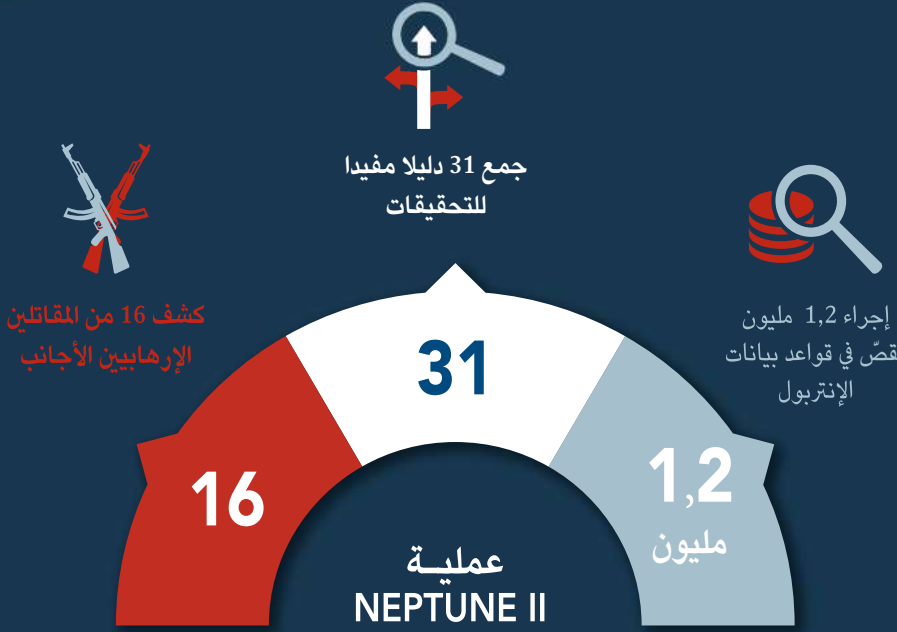 جمع 31 دليلا مفيدا
للتحقيقات
إجراء 1,2 مليون
تقصّ في قواعد بيانات
الإنتربول
كشف 16 من المقاتلين
الإرهابيين الأجانب
31
1,2
مليون
16
عمليـة
NEPTUNE II